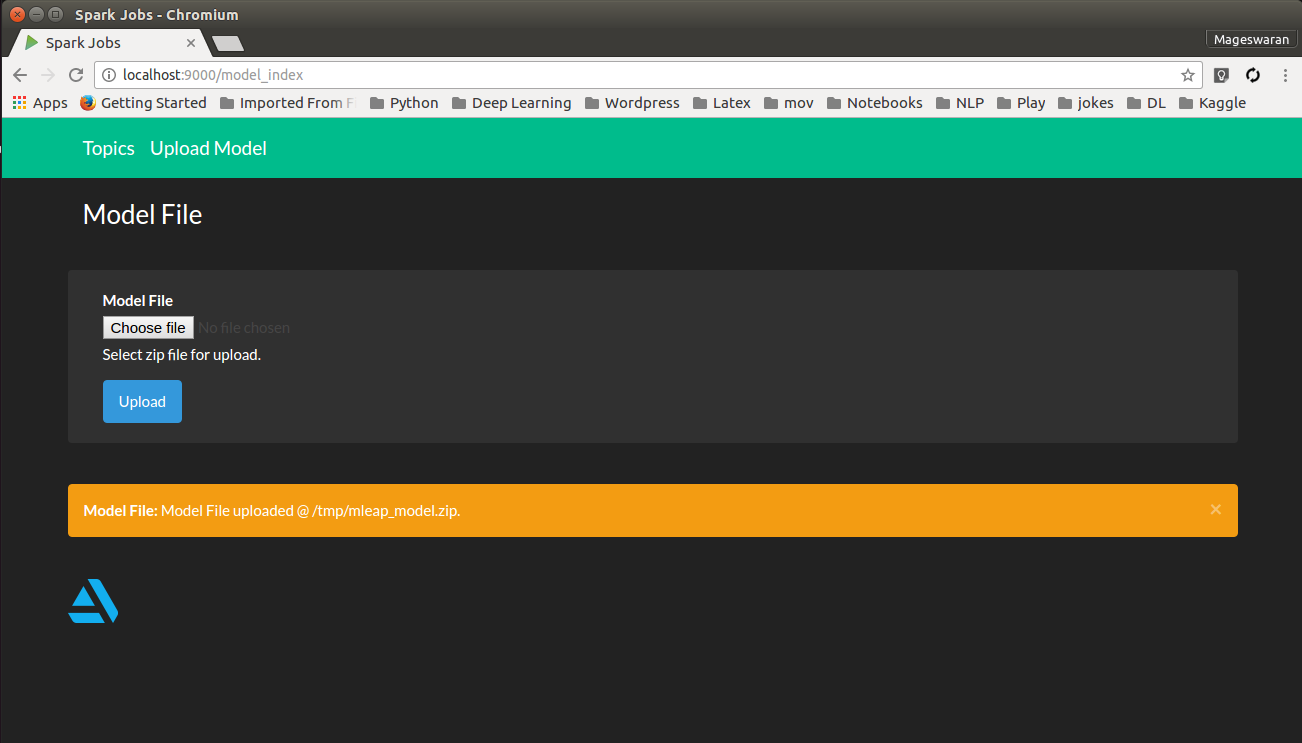 Spark Jobs - Chromium
Spark Jobs
Mageswaran
localhost:9000/model_index
Apps Getting Started Imported From F Python Deep Learning Wordpress Latex mov Notebooks NLP Play jokes DL Kaggle
Topics Upload Model
Model File
Model File
Choose file No file chosen
Select zip file for upload.
Upload
Model File: Model File uploaded @ /tmp/mleap_model.zip.